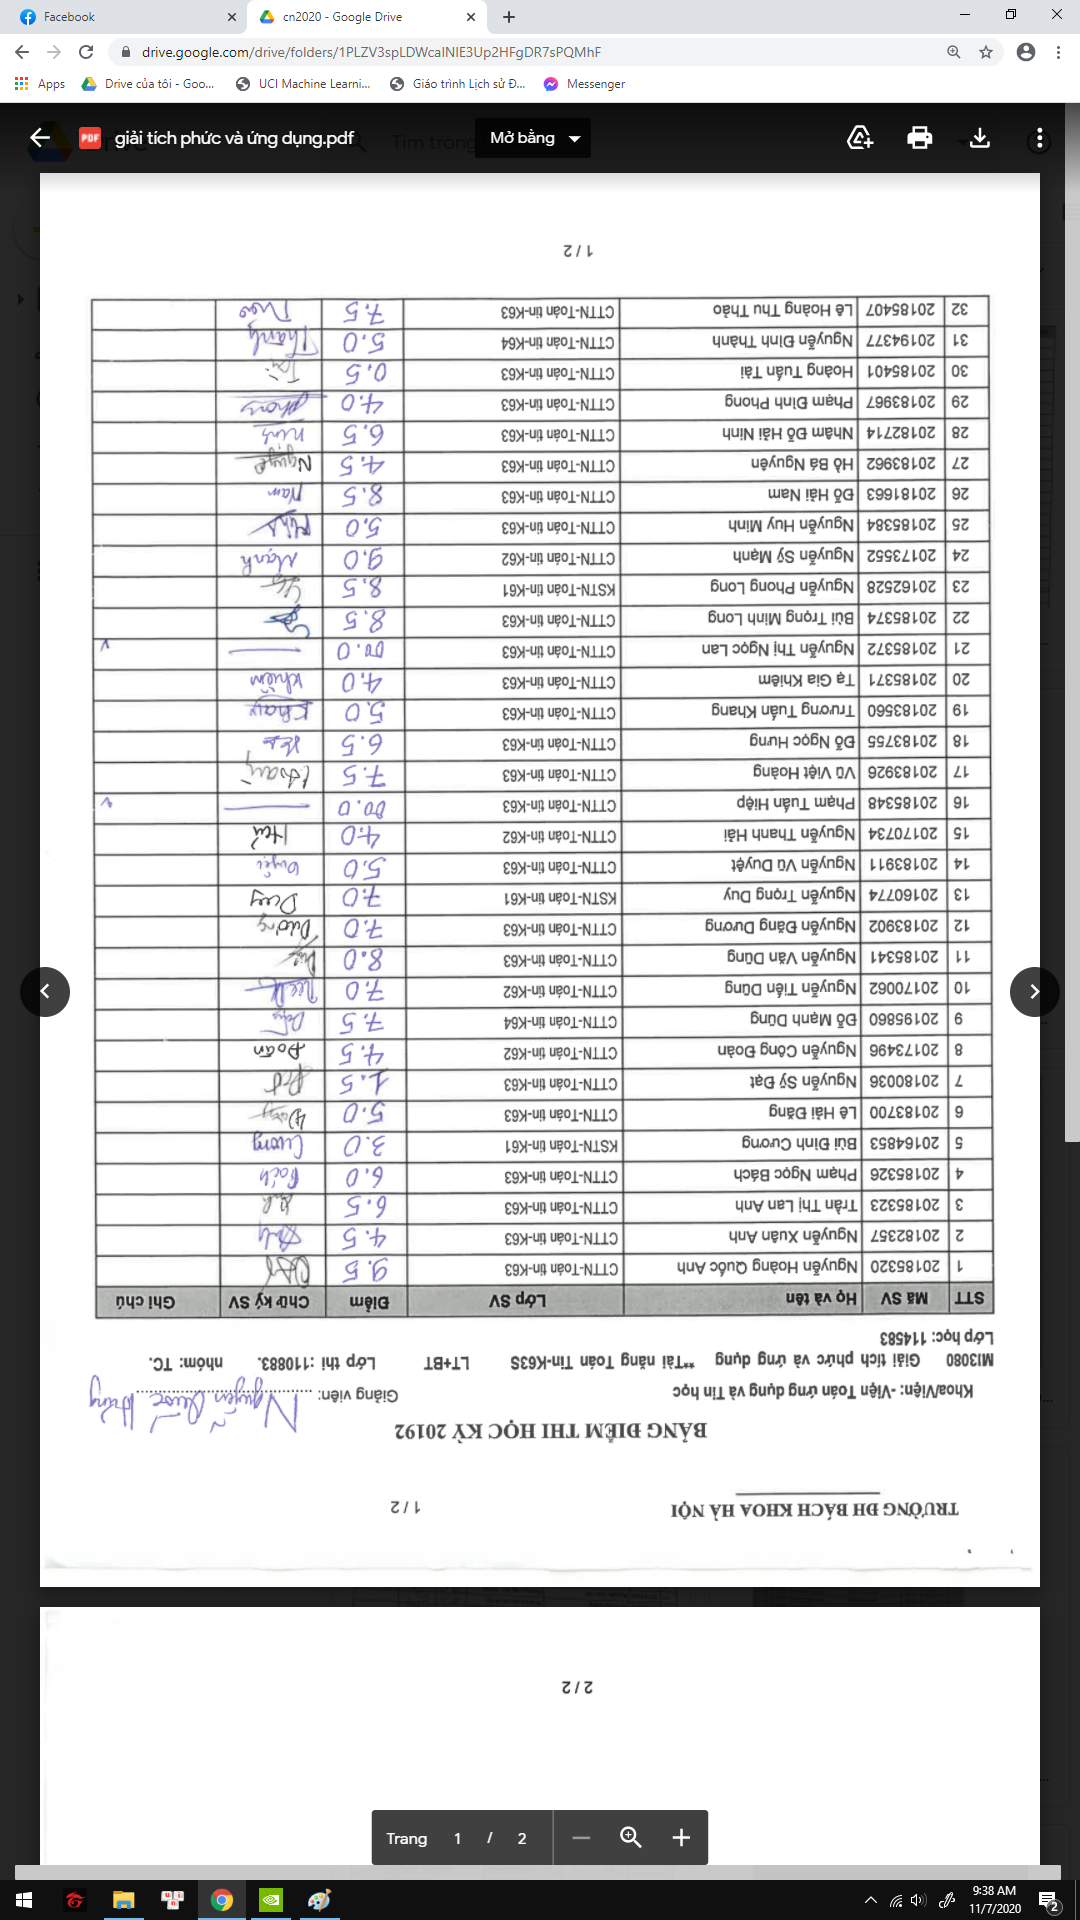 Facebook
cn2020 - Google Drive
drive.google.com/drive/folders/1PLZV3spLDWcaINIE3Up2HFgDR7sPQMhF
Apps Drive của tôi - Goo... UCI Machine Learni... Giáo trình Lịch sử Đ... Messenger
PDF giải tích phức và ứng dụng.pdf Tìm trong Mở bằng
TRƯỜNG ĐH BÁCH KHOA HÀ NỘI 1 / 2
BẢNG ĐIỂM THI HỌC KỲ 20192
Khoa/Viện: -Viện Toán ứng dụng và Tin học Giảng viên: Nguyễn Quốc Hưng
MI3080 Giải tích phức và ứng dụng **Tài năng Toán Tin-K63S LT+BT Lớp thi :110883. nhóm: TC.
Lớp học: 114583
STT Mã SV Họ và tên Lớp SV Điểm Chữ ký SV Ghi chú
1 20185320 Nguyễn Hoàng Quốc Anh CTTN-Toán tin-K63 9.5
2 20182357 Nguyễn Xuân Anh CTTN-Toán tin-K63 4.5
3 20185323 Trần Thị Lan Anh CTTN-Toán tin-K63 6.5
4 20185326 Phạm Ngọc Bách CTTN-Toán tin-K63 6.0 Bách
5 20164853 Bùi Đình Cương KSTN-Toán tin-K61 3.0 Cương
6 20183700 Lê Hải Đăng CTTN-Toán tin-K63 5.0
7 20180036 Nguyễn Sỹ Đạt CTTN-Toán tin-K63 1.5
8 20173496 Nguyễn Công Đoàn CTTN-Toán tin-K62 4.5 Đoàn
9 20195860 Đỗ Mạnh Dũng CTTN-Toán tin-K64 7.5
10 20170062 Nguyễn Tiến Dũng CTTN-Toán tin-K62 7.0
11 20185341 Nguyễn Văn Dũng CTTN-Toán tin-K63 8.0
12 20183902 Nguyễn Đăng Dương CTTN-Toán tin-K63 7.0 Dương
13 20160774 Nguyễn Trọng Duy KSTN-Toán tin-K61 7.0 Duy
14 20183911 Nguyễn Vũ Duyệt CTTN-Toán tin-K63 5.0 Duyệt
15 20170734 Nguyễn Thanh Hải CTTN-Toán tin-K62 4.0 Hải
16 20185348 Phạm Tuấn Hiệp CTTN-Toán tin-K63 00.0 v
17 20183926 Vũ Việt Hoàng CTTN-Toán tin-K63 7.5 Hoàng
18 20183755 Đỗ Ngọc Hưng CTTN-Toán tin-K63 6.5
19 20183560 Trương Tuấn Khang CTTN-Toán tin-K63 5.0 Khang
20 20185371 Tạ Gia Khiêm CTTN-Toán tin-K63 4.0 Khiêm
21 20185372 Nguyễn Thị Ngọc Lan CTTN-Toán tin-K63 00.0 v
22 20185374 Bùi Trọng Minh Long CTTN-Toán tin-K63 8.5
23 20162528 Nguyễn Phong Long KSTN-Toán tin-K61 8.5
24 20173552 Nguyễn Sỹ Mạnh CTTN-Toán tin-K62 9.0 Mạnh
25 20185384 Nguyễn Huy Minh CTTN-Toán tin-K63 5.0
26 20181663 Đỗ Hải Nam CTTN-Toán tin-K63 8.5 Nam
27 20183962 Hồ Bá Nguyên CTTN-Toán tin-K63 4.5 Nguyên
28 20182714 Nhâm Đỗ Hải Ninh CTTN-Toán tin-K63 6.5 Ninh
29 20183967 Phạm Đình Phong CTTN-Toán tin-K63 4.0 Phong
30 20185401 Hoàng Tuấn Tài CTTN-Toán tin-K63 0.5 Tài
31 20194377 Nguyễn Đình Thành CTTN-Toán tin-K64 5.0 Thành
32 20185407 Lê Hoàng Thu Thảo CTTN-Toán tin-K63 7.5 Thảo
1 / 2
2 / 2
Trang 1 / 2
9:38 AM
11/7/2020
2